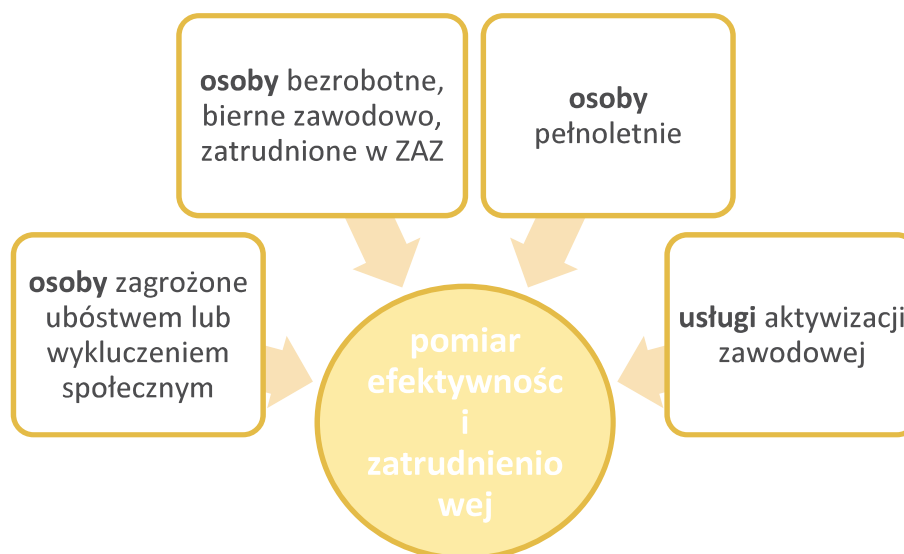 osoby bezrobotne,
bierne zawodowo,
zatrudnione w ZAZ
osoby
pełnoletnie
osoby zagrożone
ubóstwem lub
wykluczeniem
społecznym
usługi aktywizacji
zawodowej
pomiar
efektywnośc
i
zatrudnienio
wej